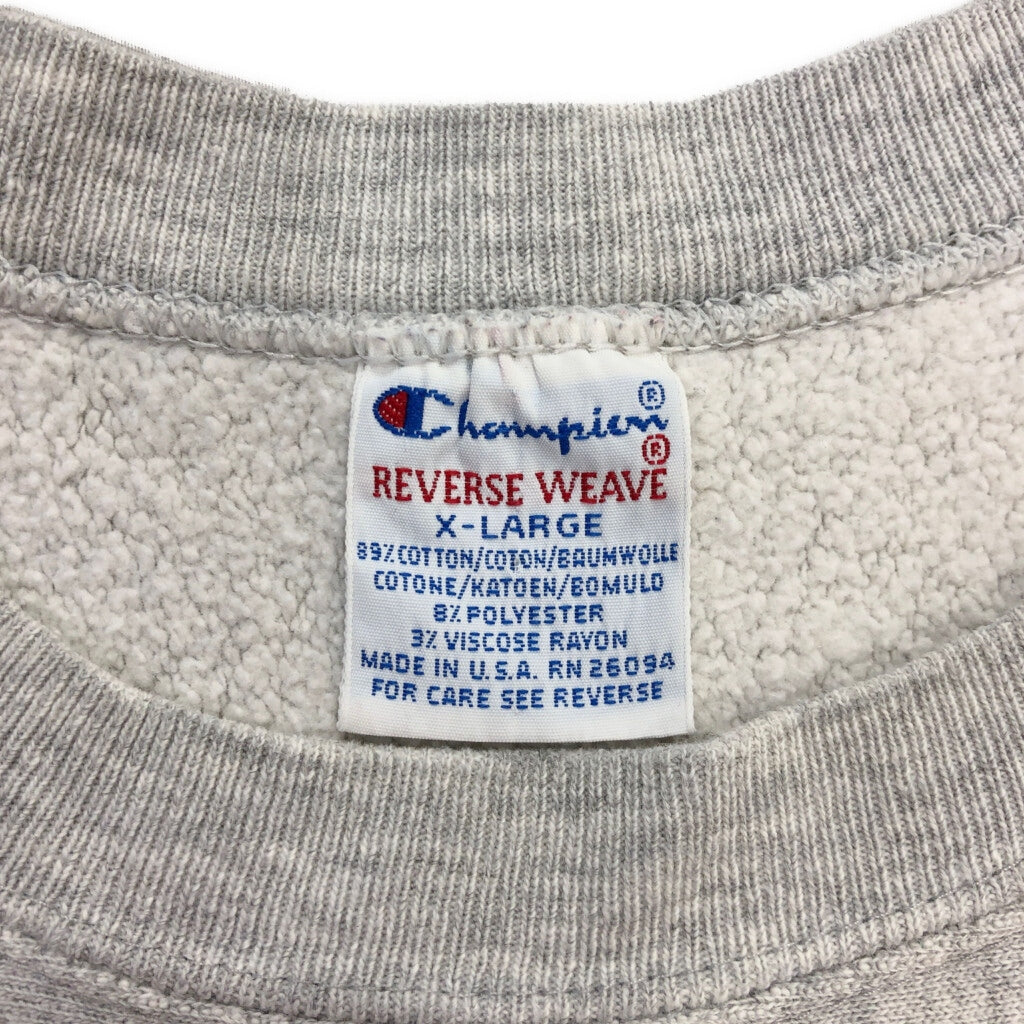 Champion®
REVERSE WEAVE®
X-LARGE
89% COTTON/COTON/BAUMWOLLE
COTONE/KATOEN/BOMULD
8% POLYESTER
3% VISCOSE RAYON
MADE IN U.S.A. RN 26094
FOR CARE SEE REVERSE